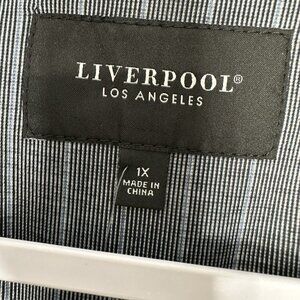 LIVERPOOL®
LOS ANGELES
1X
MADE IN
CHINA